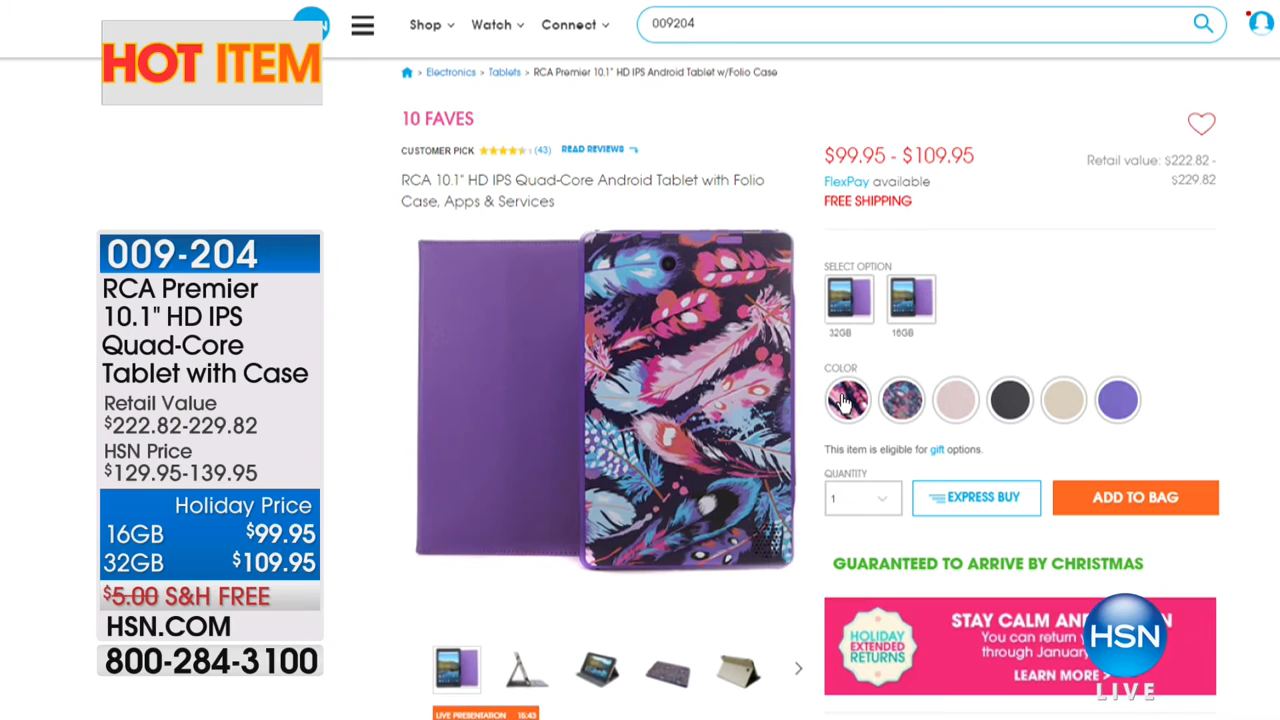 HOT ITEM
Shop
Watch
Connect
009204
Electronics > Tablets > RCA Premier 10.1" HD IPS Android Tablet w/Folio Case
10 FAVES
CUSTOMER PICK (43) READ REVIEWS
RCA 10.1" HD IPS Quad-Core Android Tablet with Folio
Case, Apps & Services
$99.95 - $109.95
Retail value: $222.82 -
$229.82
FlexPay available
FREE SHIPPING
SELECT OPTION
32GB
16GB
COLOR
This item is eligible for gift options.
QUANTITY
1
EXPRESS BUY
ADD TO BAG
GUARANTEED TO ARRIVE BY CHRISTMAS
HOLIDAY
EXTENDED
RETURNS
STAY CALM AN
You can return
through January
LEARN MORE >
HSN
LIVE
LIVE PRESENTATION 15:43
009-204
RCA Premier
10.1" HD IPS
Quad-Core
Tablet with Case
Retail Value
$222.82-229.82
HSN Price
$129.95-139.95
Holiday Price
16GB $99.95
32GB $109.95
$5.00 S&H FREE
HSN.COM
800-284-3100